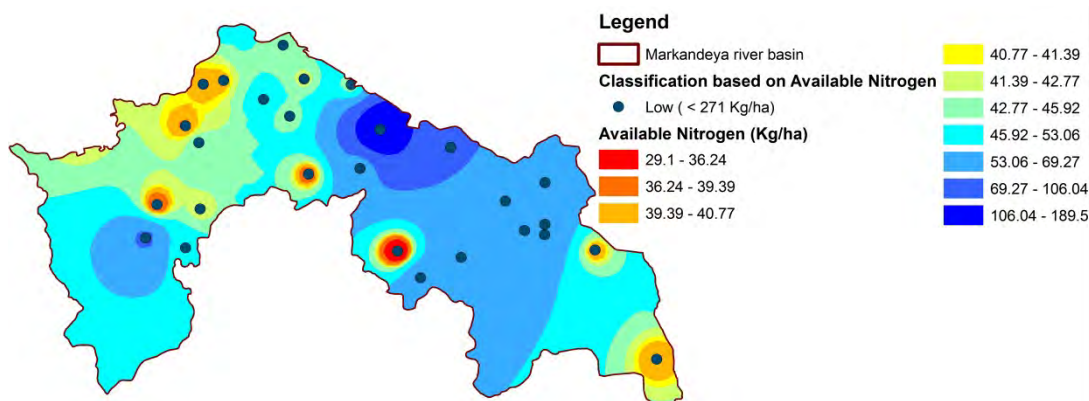 Legend
Markandeya river basin
Classification based on Available Nitrogen
Low ( < 271 Kg/ha)
Available Nitrogen (Kg/ha)
29.1 - 36.24
36.24 - 39.39
39.39 - 40.77
40.77 - 41.39
41.39 - 42.77
42.77 - 45.92
45.92 - 53.06
53.06 - 69.27
69.27 - 106.04
106.04 - 189.5